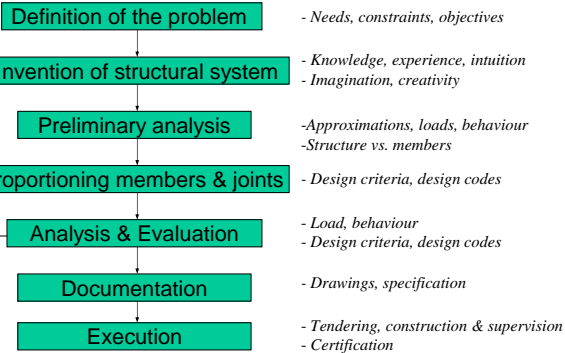 Definition of the problem
- Needs, constraints, objectives
nvention of structural system
- Knowledge, experience, intuition
- Imagination, creativity
Preliminary analysis
-Approximations, loads, behaviour
-Structure vs. members
roportioning members & joints
- Design criteria, design codes
Analysis & Evaluation
- Load, behaviour
- Design criteria, design codes
Documentation
- Drawings, specification
Execution
- Tendering, construction & supervision
- Certification